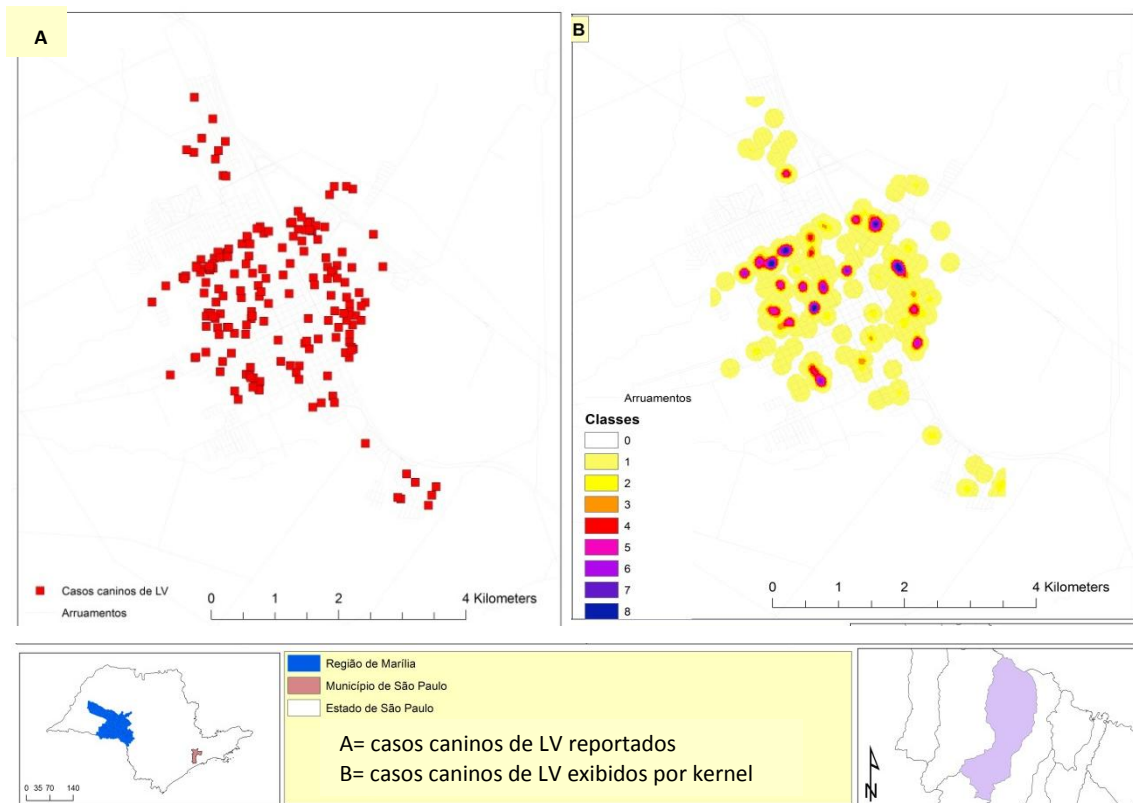 A
Casos caninos de LV
Arruamentos
0 1 2 4 Kilometers
B
Arruamentos
Classes
0
1
2
3
4
5
6
7
8
0 1 2 4 Kilometers
Região de Marília
Município de São Paulo
Estado de São Paulo
A= casos caninos de LV reportados
B= casos caninos de LV exibidos por kernel
0 35 70 140
N